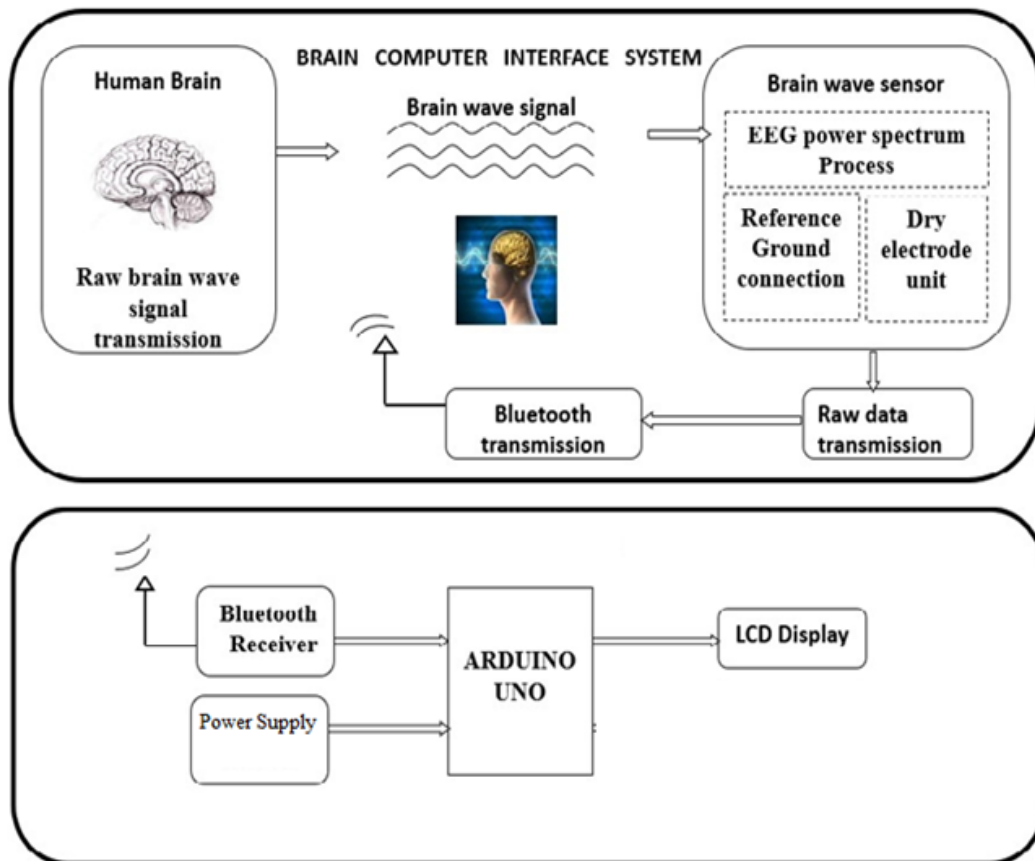 BRAIN COMPUTER INTERFACE SYSTEM
Human Brain
Raw brain wave
signal
transmission
Brain wave signal
Brain wave sensor
EEG power spectrum
Process
Reference
Ground
connection
Dry
electrode
unit
Raw data
transmission
Bluetooth
transmission
Bluetooth
Receiver
Power Supply
ARDUINO
UNO
LCD Display